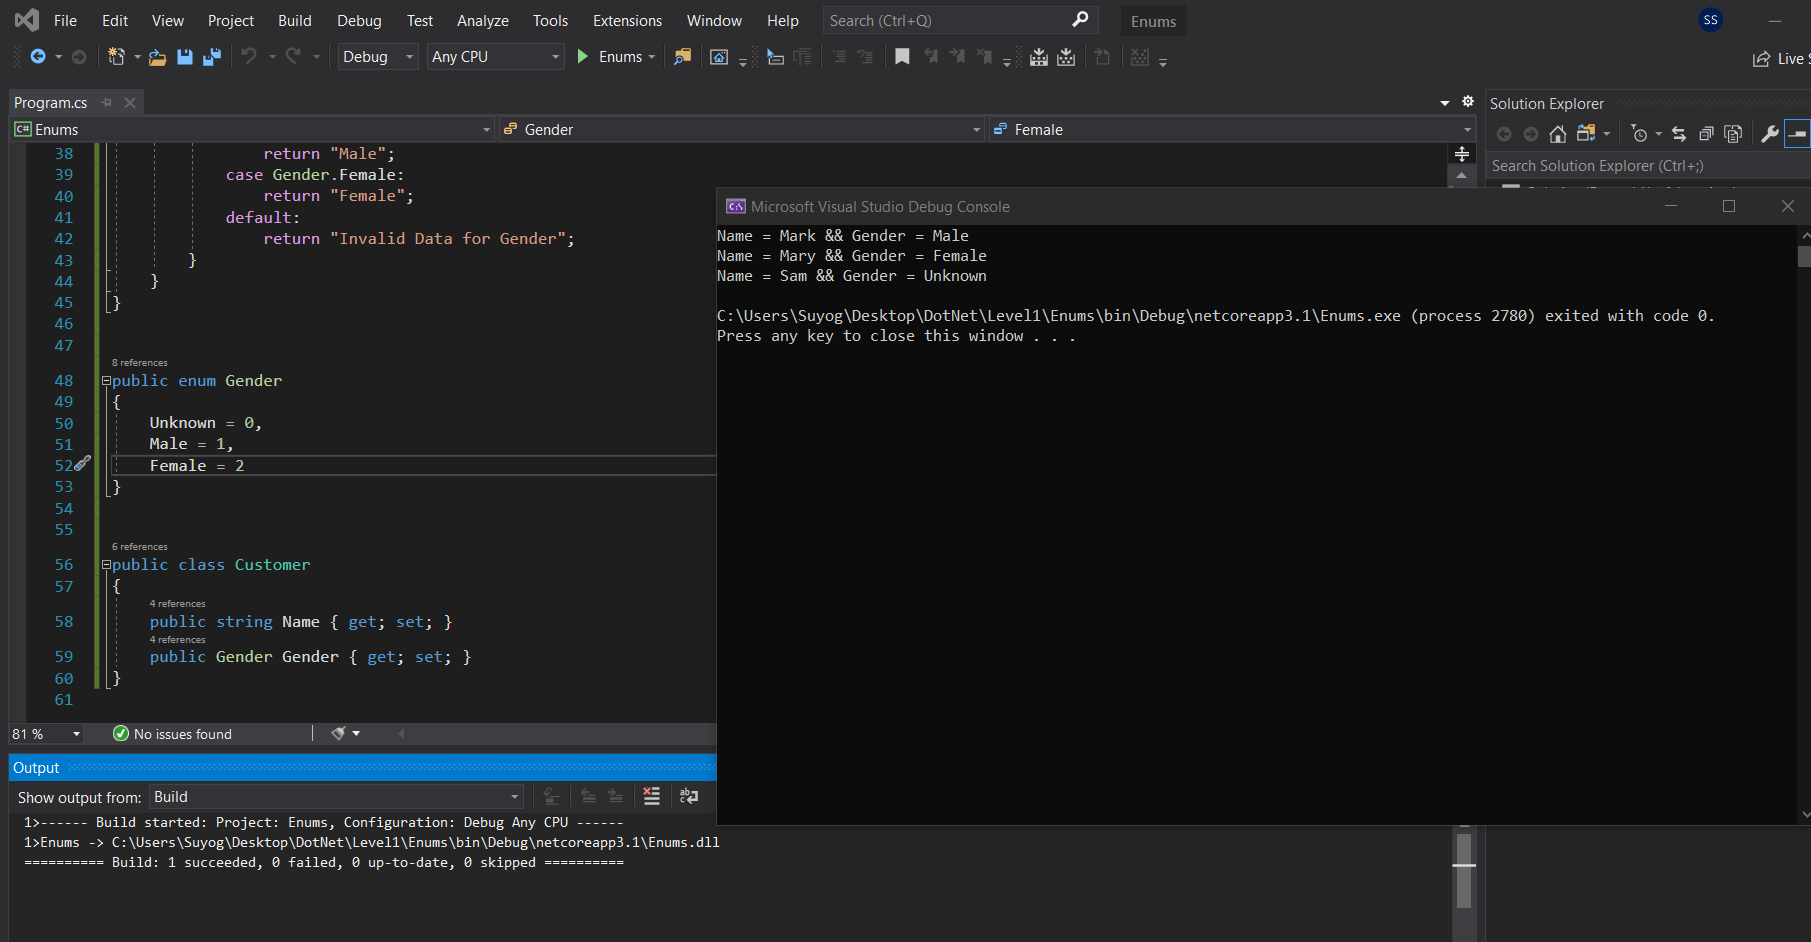 File Edit View Project Build Debug Test Analyze Tools Extensions Window Help Search (Ctrl+Q) Enums SS
Debug Any CPU Enums Live
Program.cs
C# Enums Gender Female
38 return "Male";
39 case Gender.Female:
40 return "Female";
41 default:
42 return "Invalid Data for Gender";
43 }
44 }
45 }
46
47
8 references
48 public enum Gender
49 {
50 Unknown = 0,
51 Male = 1,
52 Female = 2
53 }
54
55
6 references
56 public class Customer
57 {
4 references
58 public string Name { get; set; }
4 references
59 public Gender Gender { get; set; }
60 }
61
81 % No issues found
Output
Show output from: Build
1>------ Build started: Project: Enums, Configuration: Debug Any CPU ------
1>Enums -> C:\Users\Suyog\Desktop\DotNet\Level1\Enums\bin\Debug\netcoreapp3.1\Enums.dll
========== Build: 1 succeeded, 0 failed, 0 up-to-date, 0 skipped ==========
Microsoft Visual Studio Debug Console
Name = Mark && Gender = Male
Name = Mary && Gender = Female
Name = Sam && Gender = Unknown
C:\Users\Suyog\Desktop\DotNet\Level1\Enums\bin\Debug\netcoreapp3.1\Enums.exe (process 2780) exited with code 0.
Press any key to close this window . . .
Solution Explorer
Search Solution Explorer (Ctrl+;)